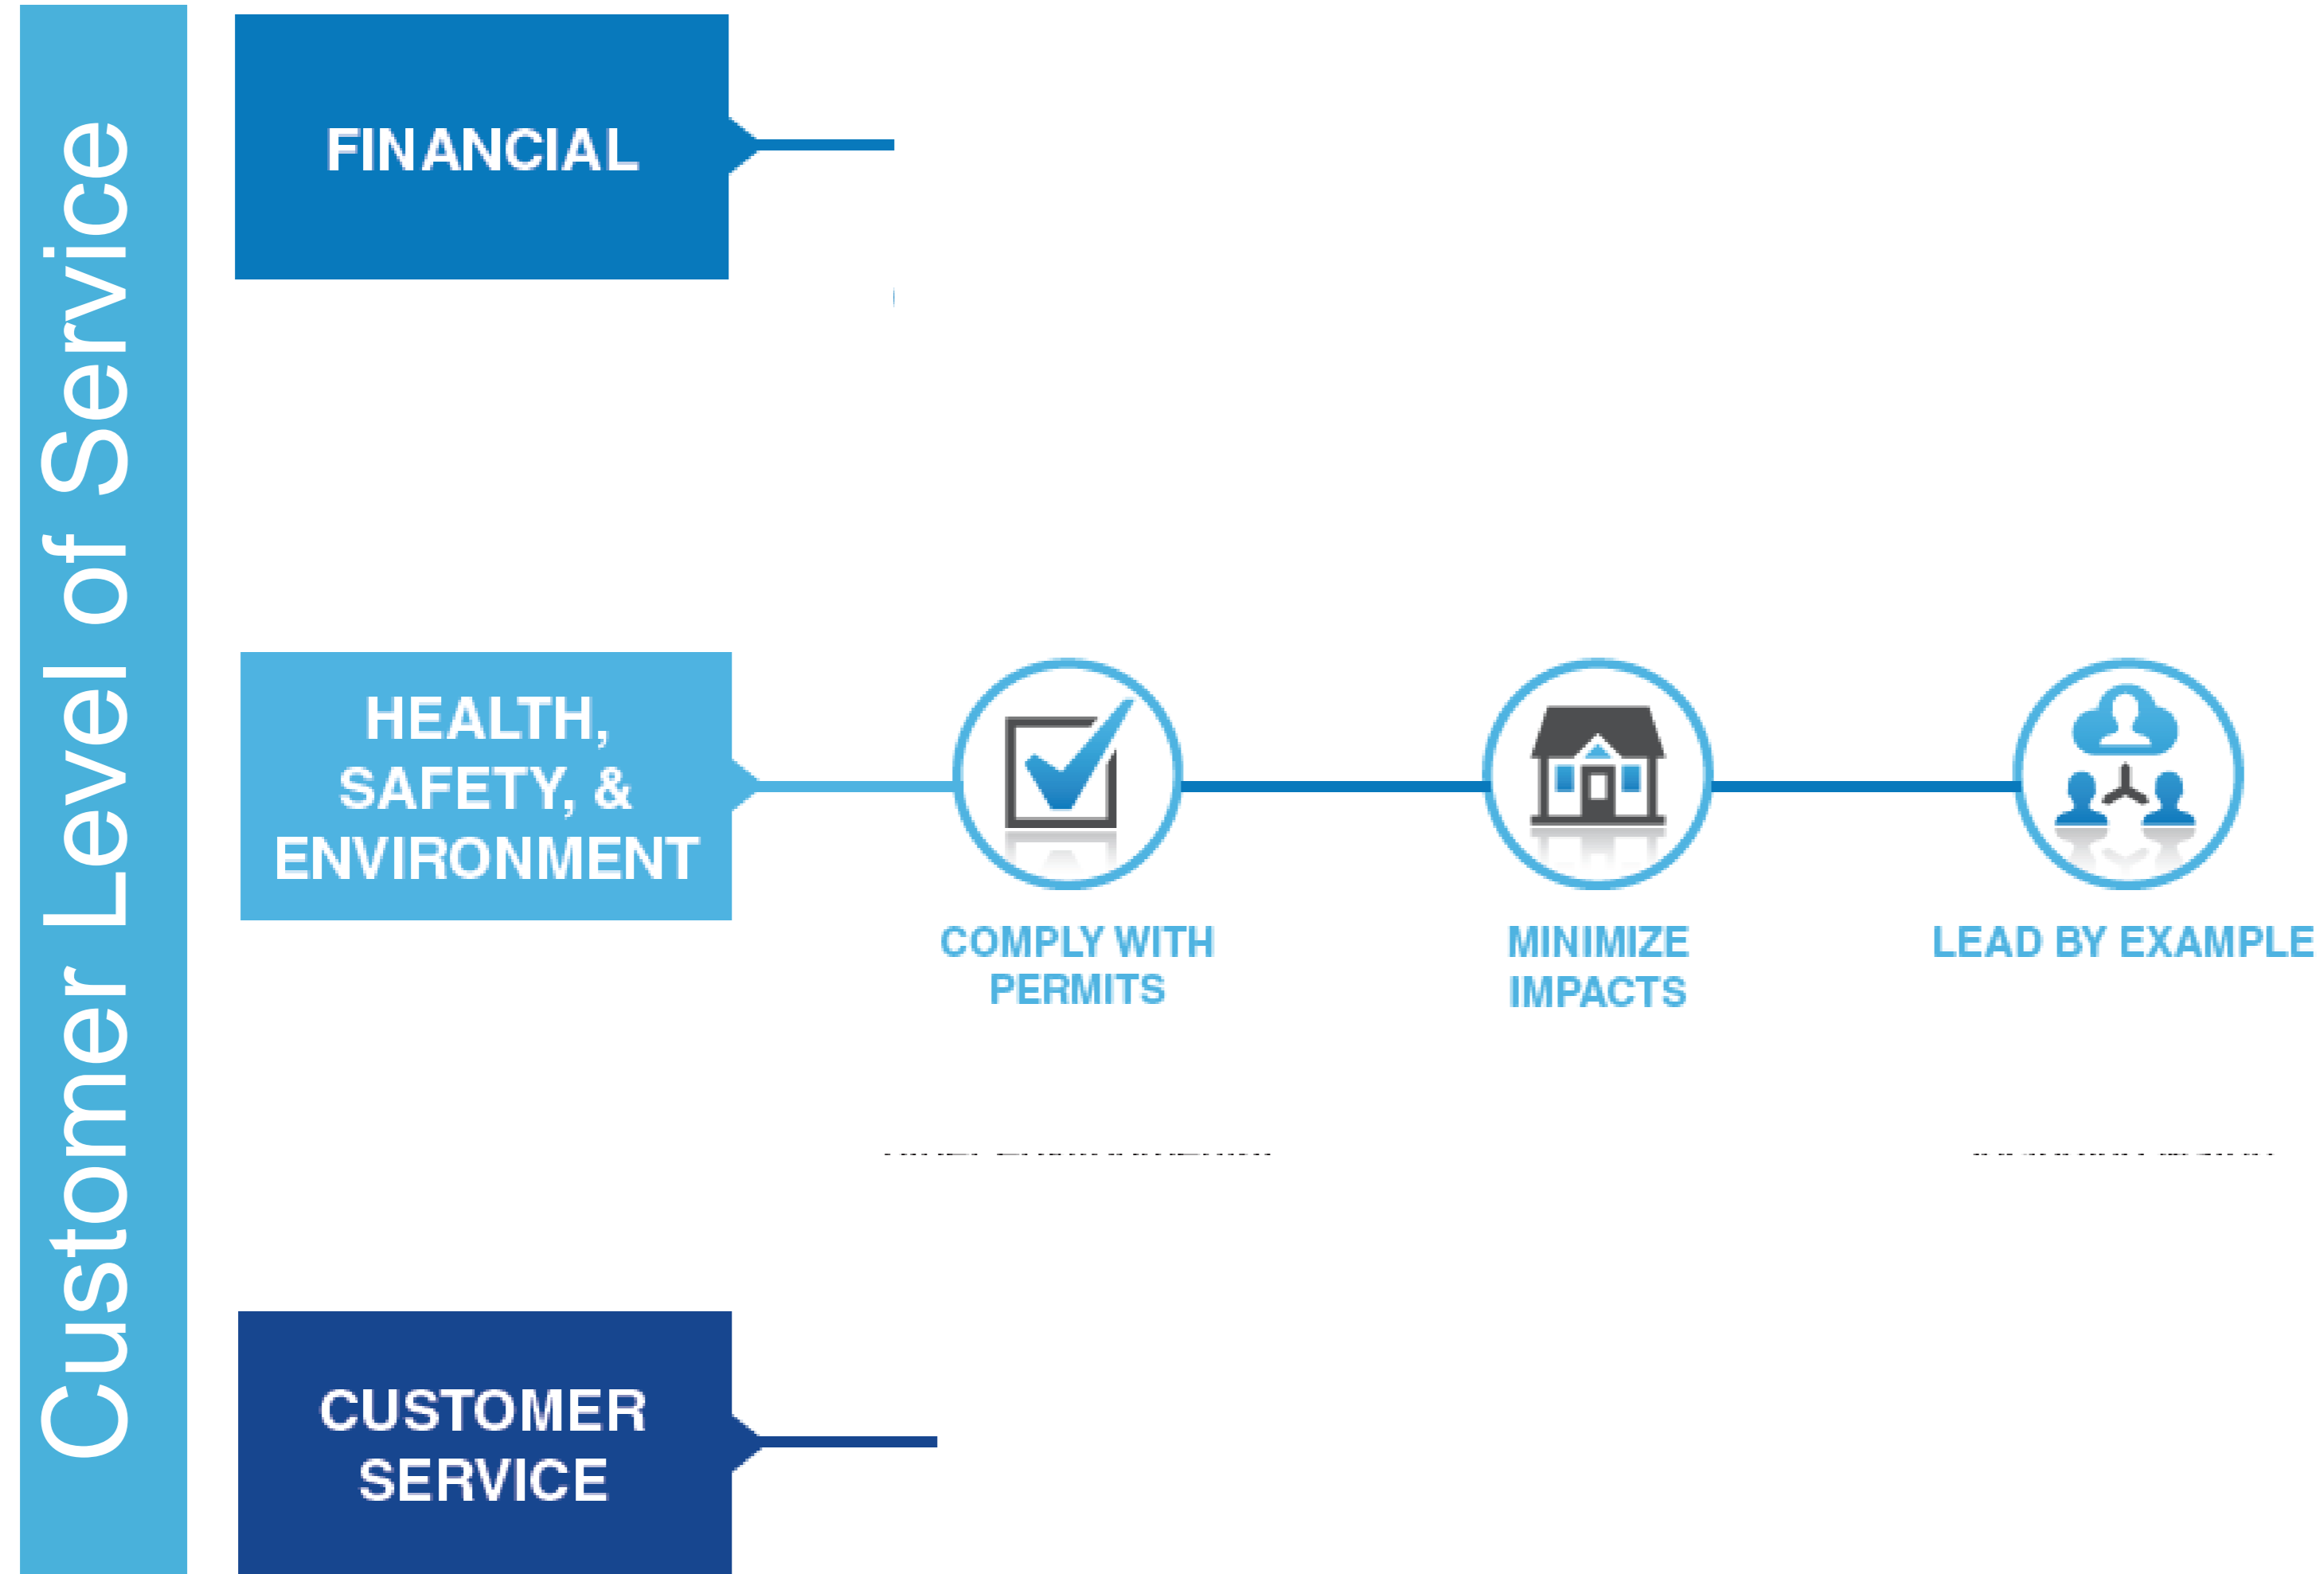 Customer Level of Service
FINANCIAL
HEALTH,
SAFETY, &
ENVIRONMENT
COMPLY WITH
PERMITS
MINIMIZE
IMPACTS
LEAD BY EXAMPLE
CUSTOMER
SERVICE